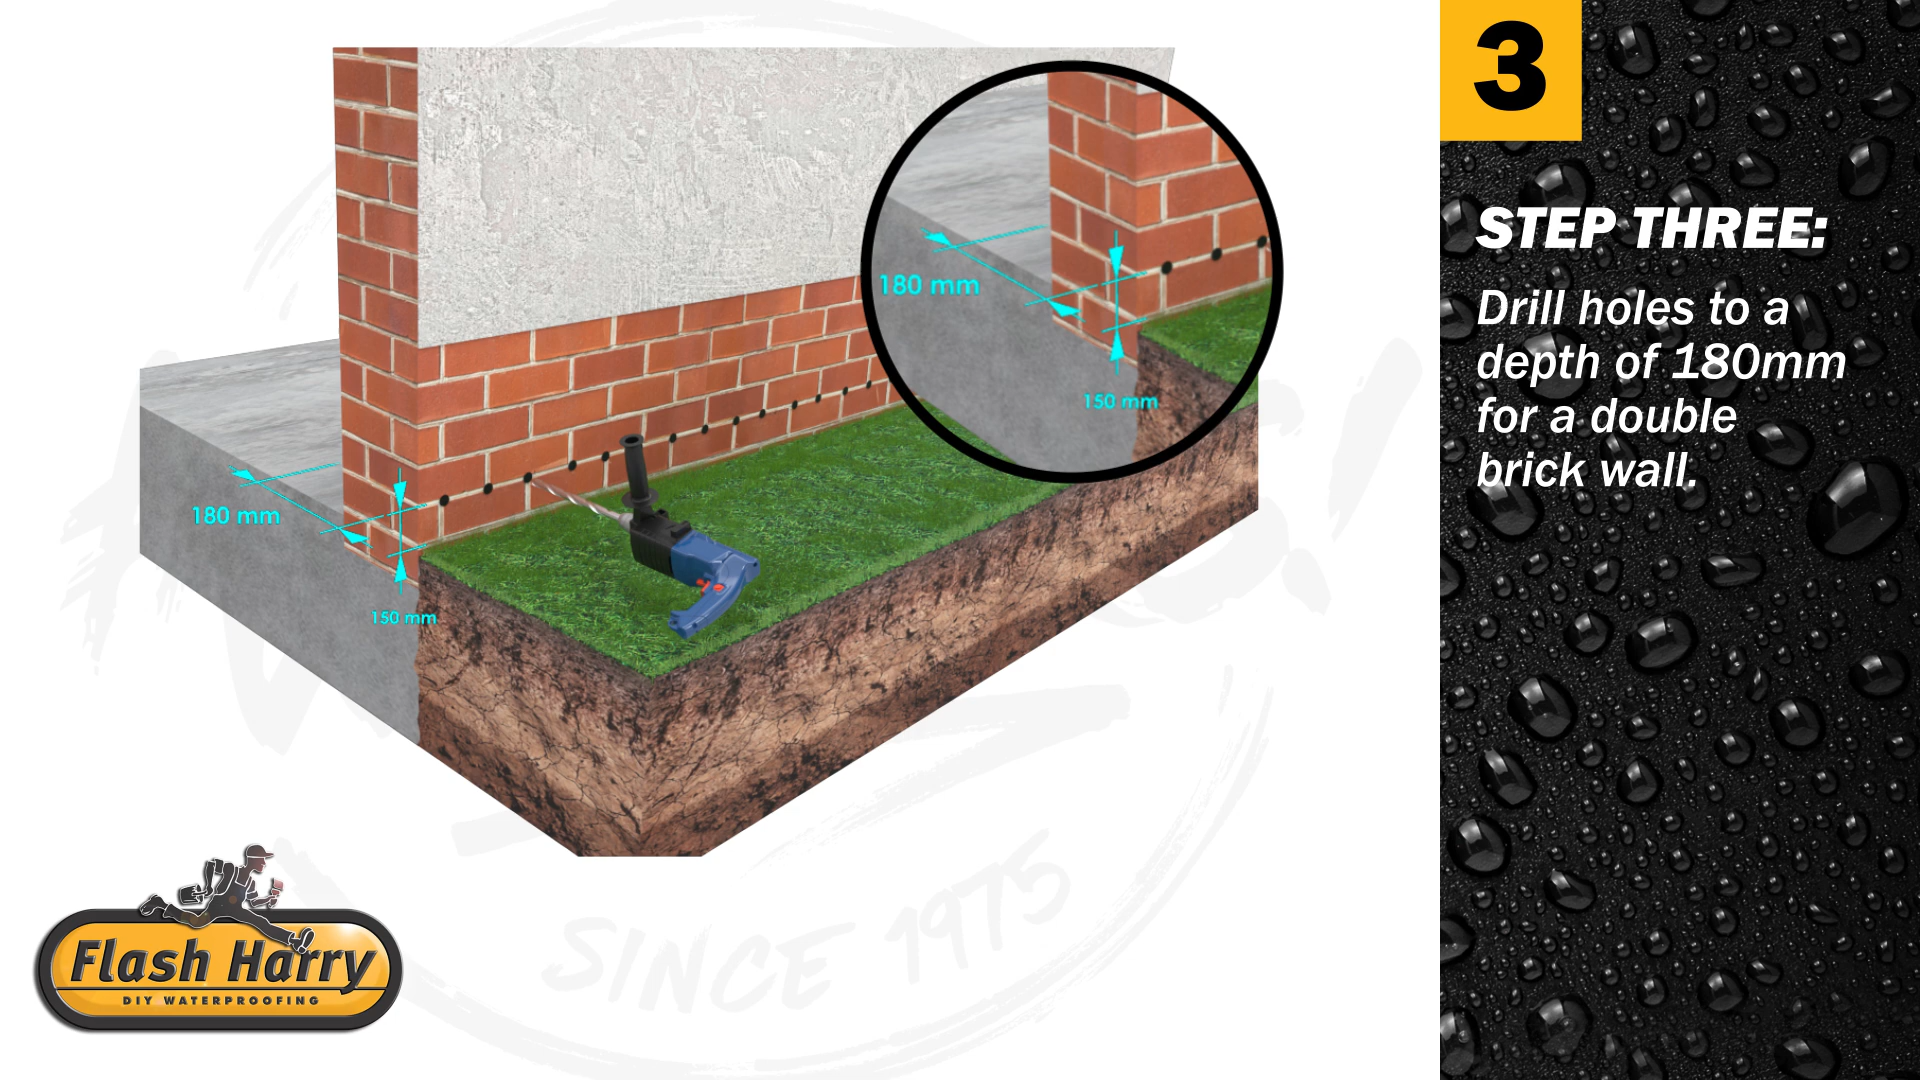 3
STEP THREE:
Drill holes to a
depth of 180mm
for a double
brick wall.
180 mm
150 mm
180 mm
150 mm
Flash Harry
DIY WATERPROOFING
SINCE 1975